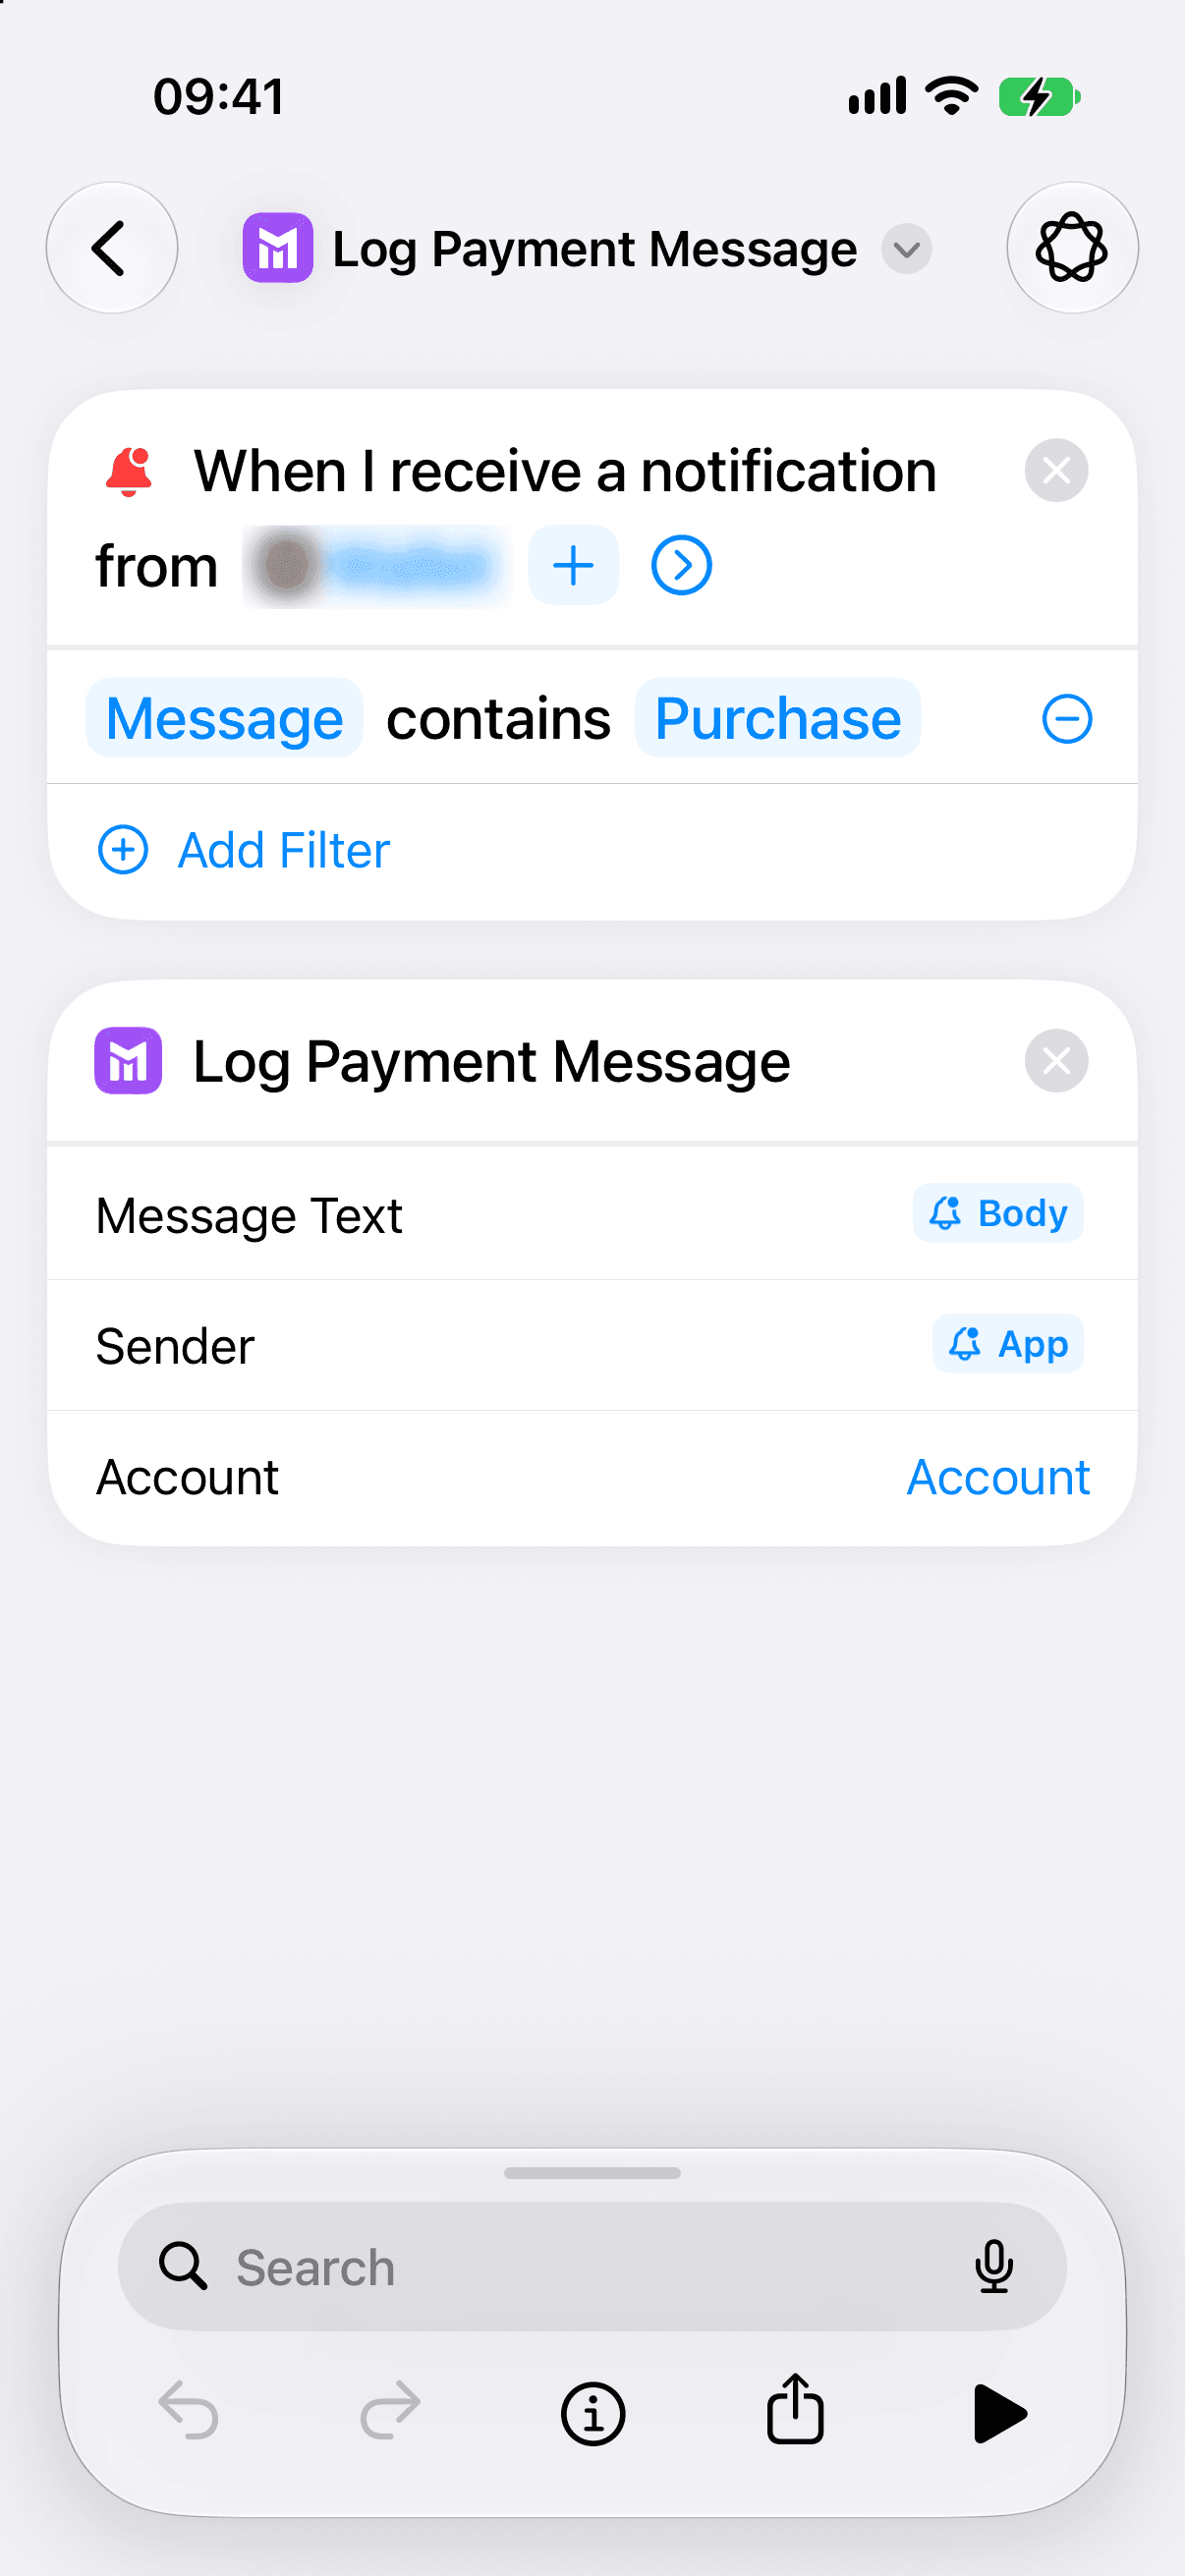 09:41
Log Payment Message
When I receive a notification
from
Message contains Purchase
Add Filter
Log Payment Message
Message Text Body
Sender App
Account Account
Search